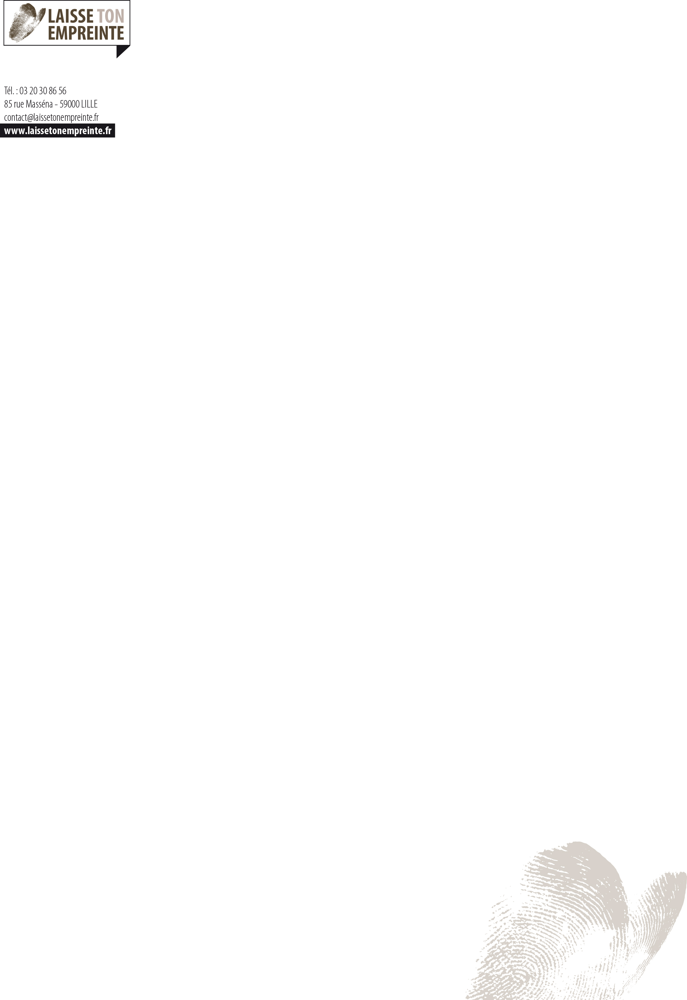 LAISSE TON
EMPREINTE
Tél. : 03 20 30 86 56
85 rue Masséna - 59000 LILLE
contact@laissetonempreinte.fr
www.laissetonempreinte.fr